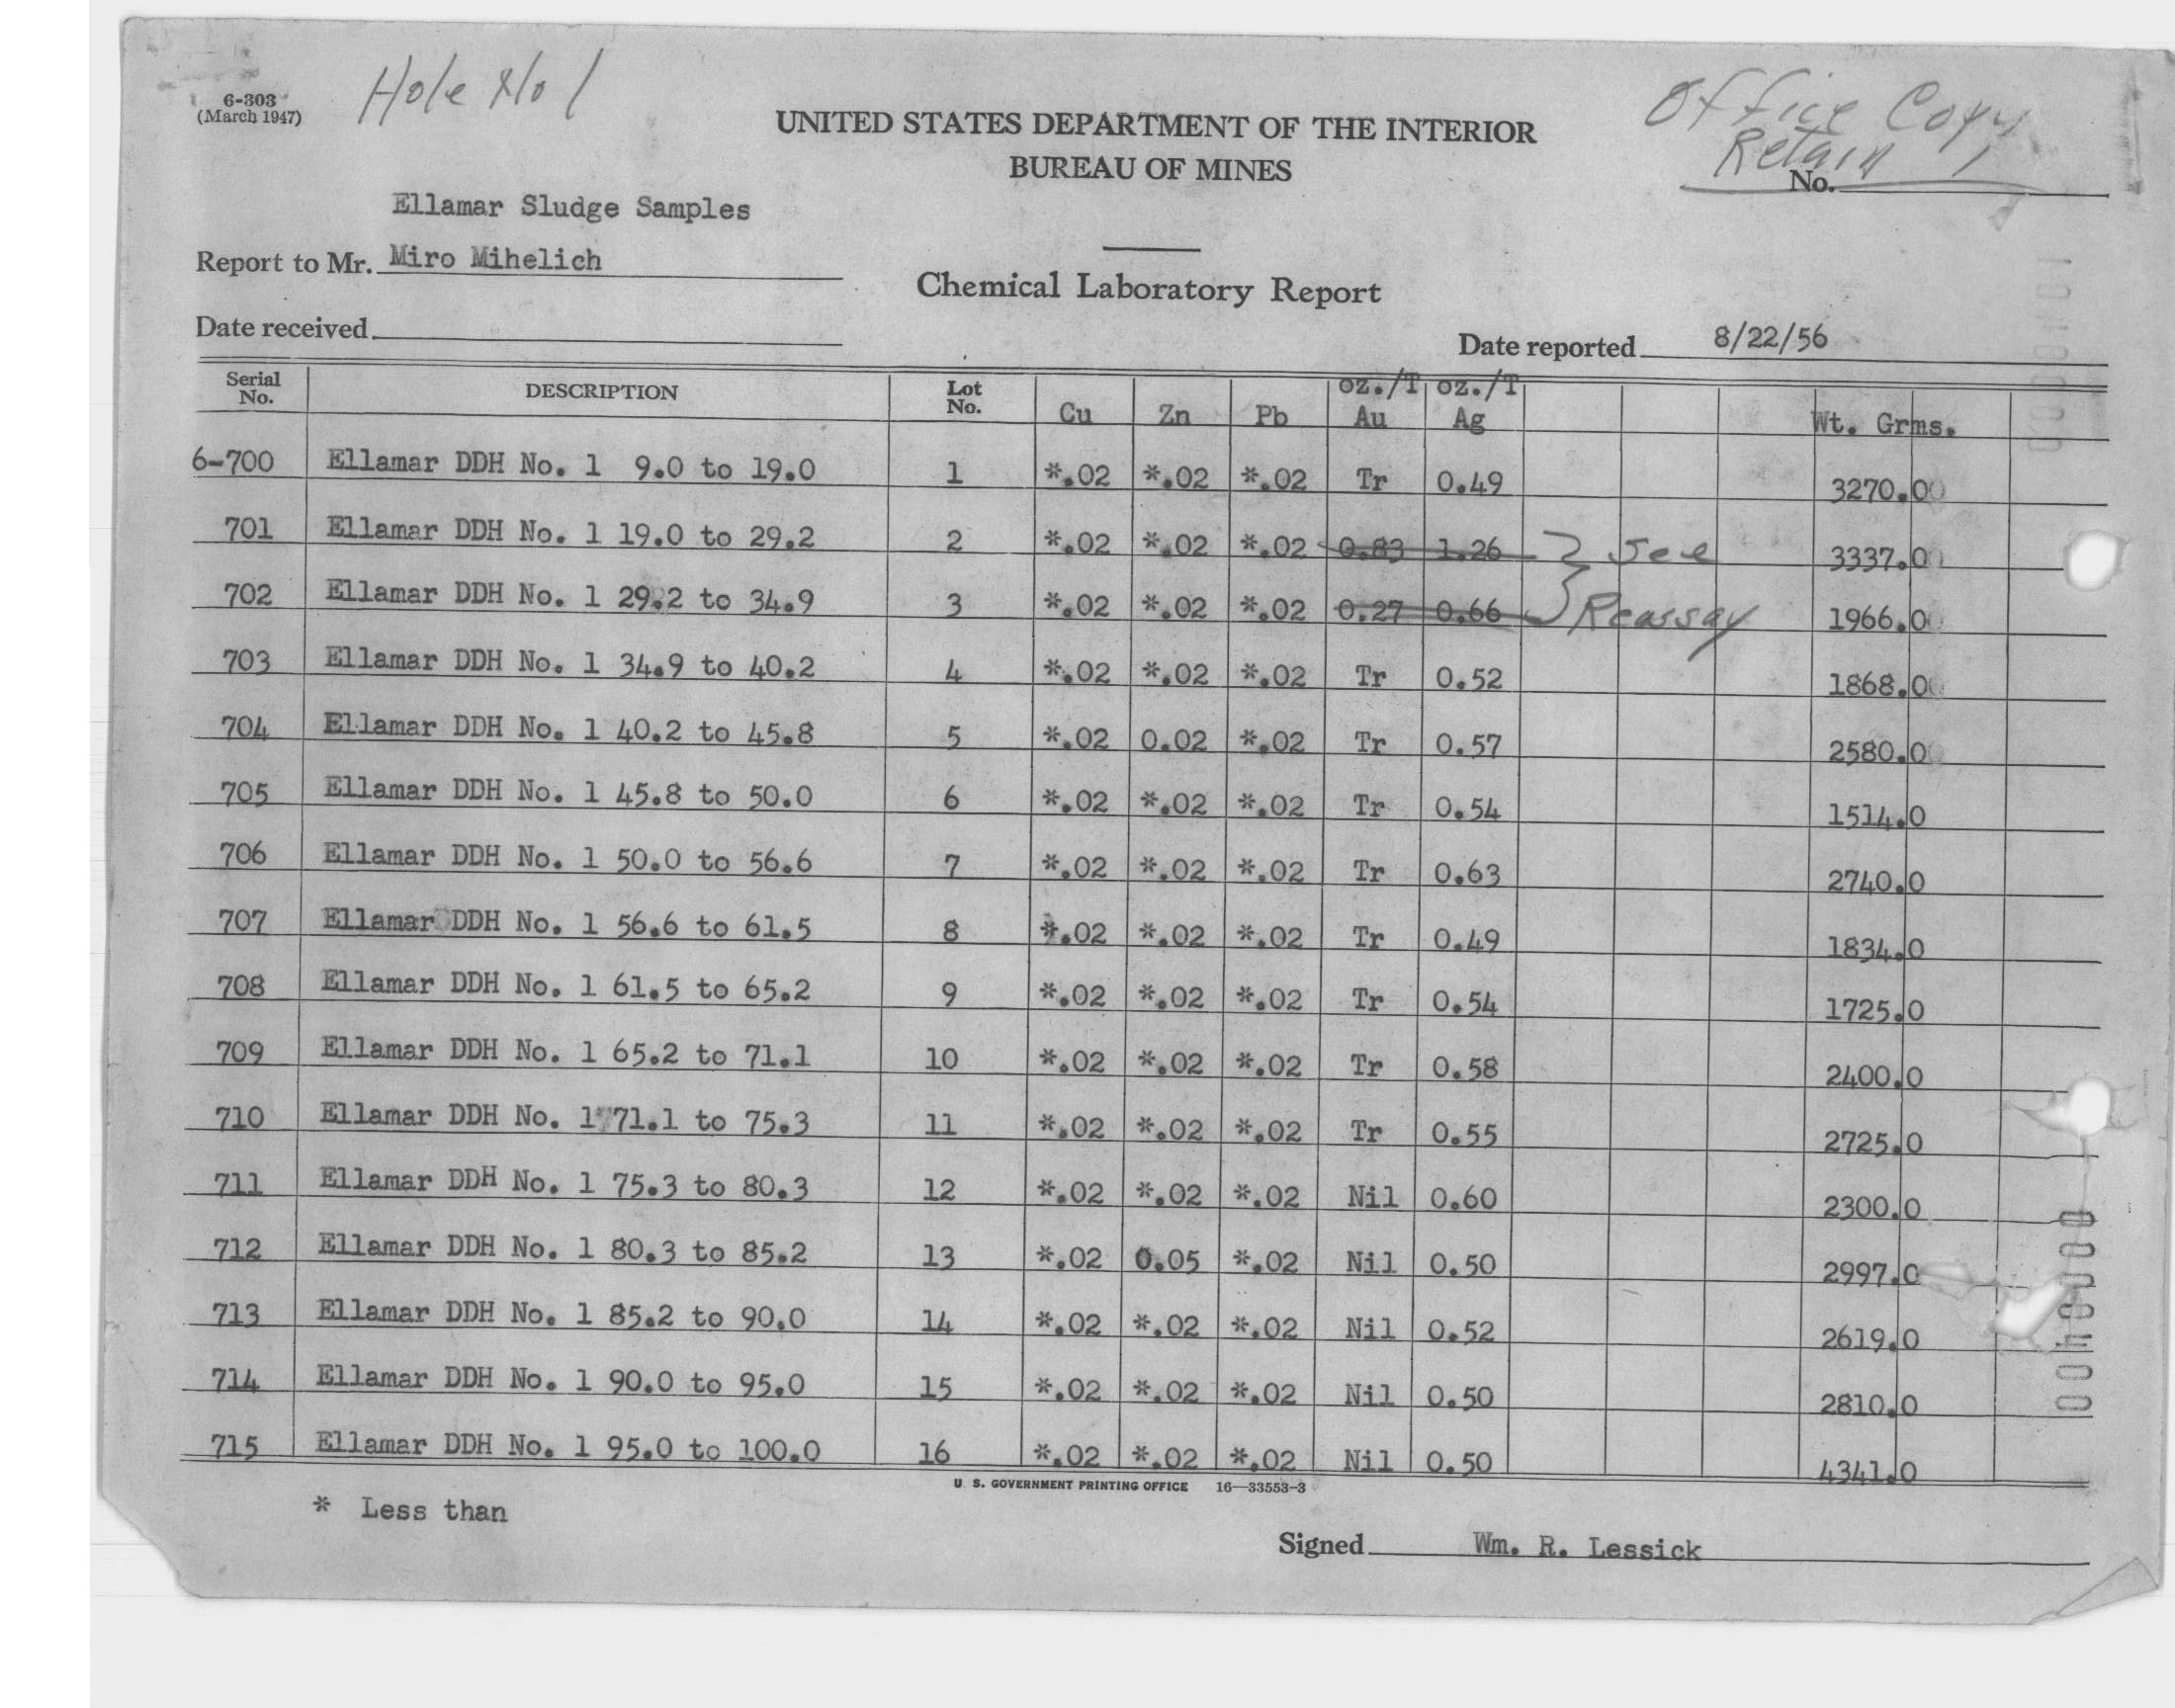 6-303
(March 1947)
Hole No 1
UNITED STATES DEPARTMENT OF THE INTERIOR
BUREAU OF MINES
Office Copy
Retain
No.
Ellamar Sludge Samples
Report to Mr. Miro Mihelich
Chemical Laboratory Report
Date received
Date reported 8/22/56
Serial No. DESCRIPTION Lot No. Cu Zn Pb oz./T Au oz./T Ag Wt. Grms.
6-700 Ellamar DDH No. 1 9.0 to 19.0 1 *.02 *.02 *.02 Tr 0.49 3270.00
701 Ellamar DDH No. 1 19.0 to 29.2 2 *.02 *.02 *.02 0.83 1.26 See 3337.00
702 Ellamar DDH No. 1 29.2 to 34.9 3 *.02 *.02 *.02 0.27 0.66 Reassay 1966.00
703 Ellamar DDH No. 1 34.9 to 40.2 4 *.02 *.02 *.02 Tr 0.52 1868.00
704 Ellamar DDH No. 1 40.2 to 45.8 5 *.02 0.02 *.02 Tr 0.57 2580.00
705 Ellamar DDH No. 1 45.8 to 50.0 6 *.02 *.02 *.02 Tr 0.54 1514.0
706 Ellamar DDH No. 1 50.0 to 56.6 7 *.02 *.02 *.02 Tr 0.63 2740.0
707 Ellamar DDH No. 1 56.6 to 61.5 8 *.02 *.02 *.02 Tr 0.49 1834.0
708 Ellamar DDH No. 1 61.5 to 65.2 9 *.02 *.02 *.02 Tr 0.54 1725.0
709 Ellamar DDH No. 1 65.2 to 71.1 10 *.02 *.02 *.02 Tr 0.58 2400.0
710 Ellamar DDH No. 1 71.1 to 75.3 11 *.02 *.02 *.02 Tr 0.55 2725.0
711 Ellamar DDH No. 1 75.3 to 80.3 12 *.02 *.02 *.02 Nil 0.60 2300.0
712 Ellamar DDH No. 1 80.3 to 85.2 13 *.02 0.05 *.02 Nil 0.50 2997.0
713 Ellamar DDH No. 1 85.2 to 90.0 14 *.02 *.02 *.02 Nil 0.52 2619.0
714 Ellamar DDH No. 1 90.0 to 95.0 15 *.02 *.02 *.02 Nil 0.50 2810.0
715 Ellamar DDH No. 1 95.0 to 100.0 16 *.02 *.02 *.02 Nil 0.50 4341.0
U. S. GOVERNMENT PRINTING OFFICE 16—33553-3
* Less than
Signed Wm. R. Lessick